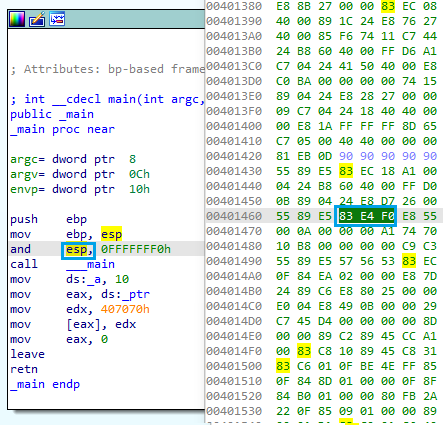 ; Attributes: bp-based frame
; int __cdecl main(int argc,
public _main
_main proc near
argc= dword ptr  8
argv= dword ptr  0Ch
envp= dword ptr  10h
push    ebp
mov     ebp, esp
and     esp, 0FFFFFFF0h
call    ___main
mov     ds:_a, 10
mov     eax, ds:_ptr
mov     edx, 407070h
mov     [eax], edx
mov     eax, 0
leave
retn
_main endp
00401380  E8 8B 27 00 00 83 EC 08
00401390  40 00 89 1C 24 E8 76 27
004013A0  40 00 85 F6 74 11 C7 44
004013B0  24 B8 60 40 00 FF D6 A1
004013C0  C7 04 24 41 50 40 00 E8
004013D0  C0 BA 00 00 00 00 74 15
004013E0  89 04 24 E8 28 27 00 00
004013F0  09 C7 04 24 18 40 40 00
00401400  00 E8 1A FF FF FF 8D 65
00401410  C7 05 00 40 40 00 00 00
00401420  81 EB 0D 90 90 90 90 90
00401430  55 89 E5 83 EC 18 A1 00
00401440  04 24 B8 60 40 00 FF D0
00401450  0B 89 04 24 E8 D7 26 00
00401460  55 89 E5 83 E4 F0 E8 55
00401470  00 0A 00 00 00 A1 74 70
00401480  10 B8 00 00 00 00 C9 C3
00401490  55 89 E5 57 56 53 83 EC
004014A0  0F 84 EA 02 00 00 E8 7D
004014B0  24 89 C6 E8 80 25 00 00
004014C0  E0 04 E8 49 0B 00 00 29
004014D0  C7 45 D4 00 00 00 00 8D
004014E0  00 00 89 C2 89 45 CC A1
004014F0  00 83 C8 10 89 45 C8 31
00401500  83 C6 01 0F BE 4E FF 85
00401510  0F 84 8D 01 00 00 0F 8F
00401520  84 B0 01 00 00 80 FB 2A
00401530  22 0F 85 09 01 00 00 89